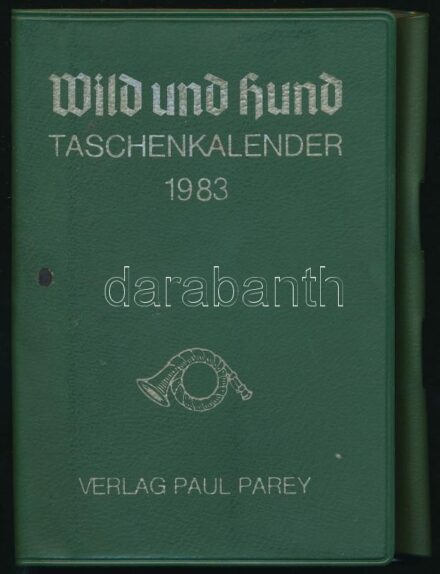 Wild und Hund
TASCHENKALENDER
1983
darabanth
VERLAG PAUL PAREY